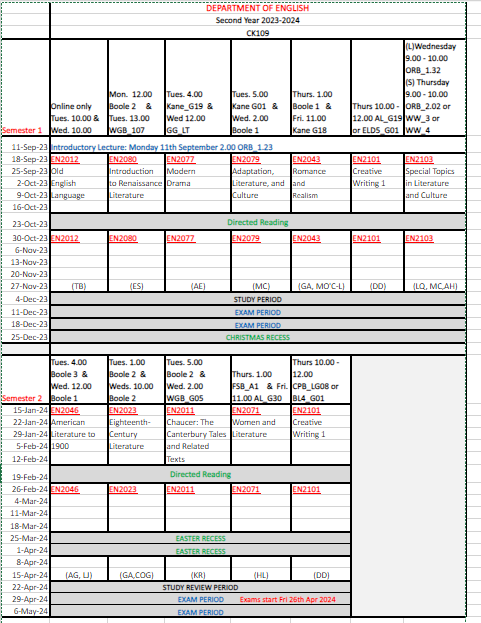 DEPARTMENT OF ENGLISH
Second Year 2023-2024
CK109
Semester 1
Online only
Tues. 10.00 &
Wed. 10.00
Mon. 12.00
Boole 2 &
Tues. 13.00
WGB_107
Tues. 4.00
Kane_G19 &
Wed 12.00
GG_LT
Tues. 5.00
Kane G01 &
Wed. 2.00
Boole 1
Thurs. 1.00
Boole 1 &
Fri. 11.00
Kane G18
Thurs 10.00 -
12.00 AL_G19
or ELDS_G01
(L)Wednesday
9.00 - 10.00
ORB_1.32
(S) Thursday
9.00 - 10.00
ORB_2.02 or
WW_3 or
WW_4
11-Sep-23 Introductory Lecture: Monday 11th September 2.00 ORB_1.23
18-Sep-23 EN2012 EN2080 EN2077 EN2079 EN2043 EN2101 EN2103
25-Sep-23 Old Introduction Modern Adaptation, Romance Creative Special Topics
2-Oct-23 English to Renaissance Drama Literature, and and Writing 1 in Literature
9-Oct-23 Language Literature Culture Realism and Culture
16-Oct-23
23-Oct-23 Directed Reading
30-Oct-23 EN2012 EN2080 EN2077 EN2079 EN2043 EN2101 EN2103
6-Nov-23
13-Nov-23
20-Nov-23
27-Nov-23 (TB) (ES) (AE) (MC) (GA, MO'C-L) (DD) (LQ, MC,AH)
4-Dec-23 STUDY PERIOD
11-Dec-23 EXAM PERIOD
18-Dec-23 EXAM PERIOD
25-Dec-23 CHRISTMAS RECESS
Semester 2
Tues. 4.00
Boole 3 &
Wed. 12.00
Boole 1
Tues. 1.00
Boole 2 &
Weds. 10.00
Boole 2
Tues. 5.00
Boole 2 &
Wed. 2.00
WGB_G05
Thurs. 1.00
FSB_A1 & Fri.
11.00 AL_G30
Thurs 10.00 -
12.00
CPB_LG08 or
BL4_G01
15-Jan-24 EN2046 EN2023 EN2011 EN2071 EN2101
22-Jan-24 American Eighteenth- Chaucer: The Women and Creative
29-Jan-24 Literature to Century Canterbury Tales Literature Writing 1
5-Feb-24 1900 Literature and Related
12-Feb-24 Texts
19-Feb-24 Directed Reading
26-Feb-24 EN2046 EN2023 EN2011 EN2071 EN2101
4-Mar-24
11-Mar-24
18-Mar-24
25-Mar-24 EASTER RECESS
1-Apr-24 EASTER RECESS
8-Apr-24
15-Apr-24 (AG, LJ) (GA,COG) (KR) (HL) (DD)
22-Apr-24 STUDY REVIEW PERIOD
29-Apr-24 EXAM PERIOD Exams start Fri 26th Apr 2024
6-May-24 EXAM PERIOD